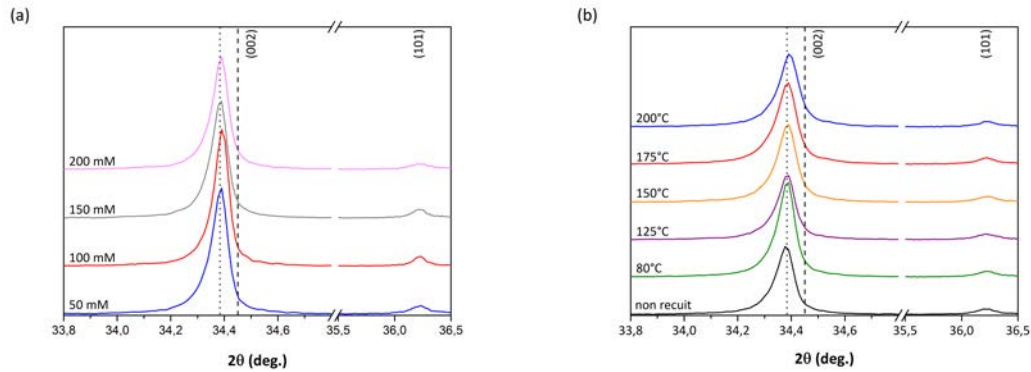 (a)
(002)
(101)
200 mM
150 mM
100 mM
50 mM
33,8 34,2 34,4 34,6 35,5 36,0 36,5
2θ (deg.)
(b)
(002)
(101)
200°C
175°C
150°C
125°C
80°C
non recuit
33,8 34,0 34,2 34,4 34,6 35,5 36,0 36,5
2θ (deg.)